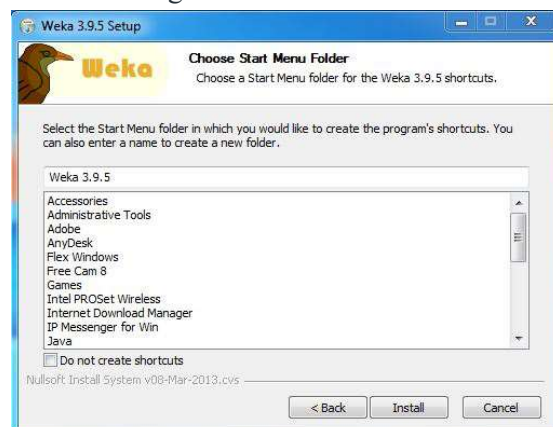 Weka 3.9.5 Setup
Weka
Choose Start Menu Folder
Choose a Start Menu folder for the Weka 3.9.5 shortcuts.
Select the Start Menu folder in which you would like to create the program's shortcuts. You
can also enter a name to create a new folder.
Weka 3.9.5
Accessories
Administrative Tools
Adobe
AnyDesk
Flex Windows
Free Cam 8
Games
Intel PROSet Wireless
Internet Download Manager
IP Messenger for Win
Java
Do not create shortcuts
Nullsoft Install System v08-Mar-2013.cvs
< Back
Install
Cancel